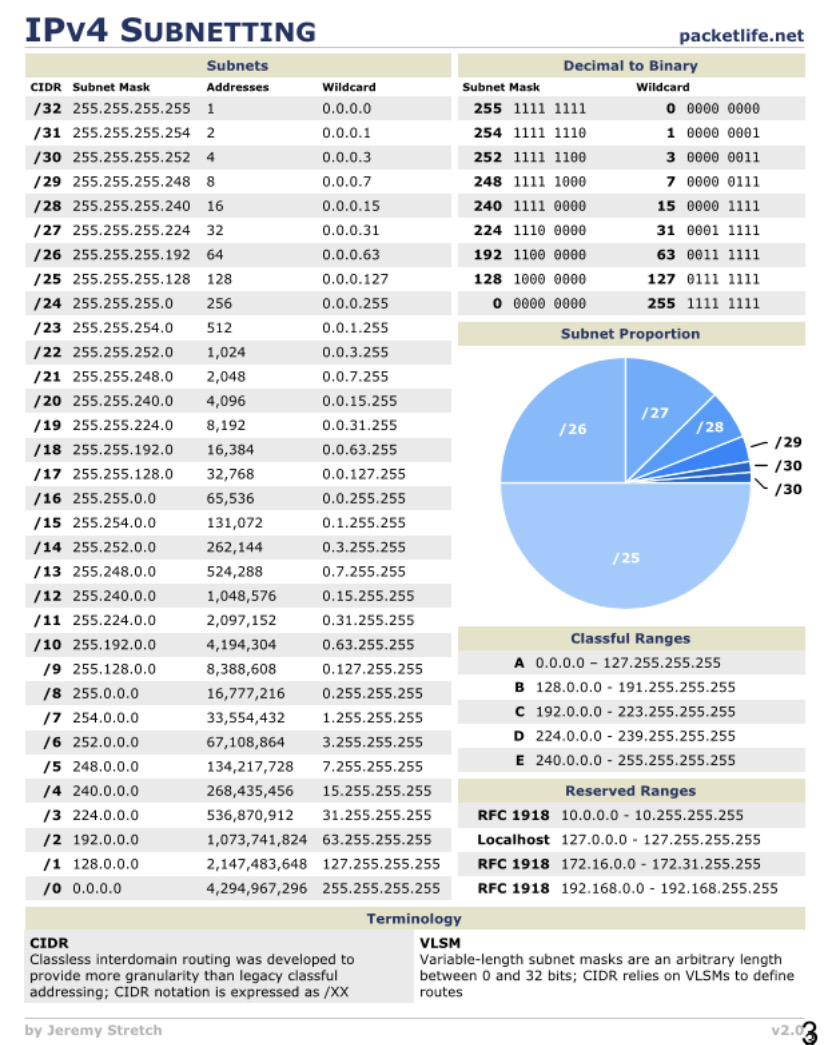 IPv4 Subnetting
packetlife.net
Subnets
CIDR Subnet Mask Addresses Wildcard
/32 255.255.255.255 1 0.0.0.0
/31 255.255.255.254 2 0.0.0.1
/30 255.255.255.252 4 0.0.0.3
/29 255.255.255.248 8 0.0.0.7
/28 255.255.255.240 16 0.0.0.15
/27 255.255.255.224 32 0.0.0.31
/26 255.255.255.192 64 0.0.0.63
/25 255.255.255.128 128 0.0.0.127
/24 255.255.255.0 256 0.0.0.255
/23 255.255.254.0 512 0.0.1.255
/22 255.255.252.0 1,024 0.0.3.255
/21 255.255.248.0 2,048 0.0.7.255
/20 255.255.240.0 4,096 0.0.15.255
/19 255.255.224.0 8,192 0.0.31.255
/18 255.255.192.0 16,384 0.0.63.255
/17 255.255.128.0 32,768 0.0.127.255
/16 255.255.0.0 65,536 0.0.255.255
/15 255.254.0.0 131,072 0.1.255.255
/14 255.252.0.0 262,144 0.3.255.255
/13 255.248.0.0 524,288 0.7.255.255
/12 255.240.0.0 1,048,576 0.15.255.255
/11 255.224.0.0 2,097,152 0.31.255.255
/10 255.192.0.0 4,194,304 0.63.255.255
/9 255.128.0.0 8,388,608 0.127.255.255
/8 255.0.0.0 16,777,216 0.255.255.255
/7 254.0.0.0 33,554,432 1.255.255.255
/6 252.0.0.0 67,108,864 3.255.255.255
/5 248.0.0.0 134,217,728 7.255.255.255
/4 240.0.0.0 268,435,456 15.255.255.255
/3 224.0.0.0 536,870,912 31.255.255.255
/2 192.0.0.0 1,073,741,824 63.255.255.255
/1 128.0.0.0 2,147,483,648 127.255.255.255
/0 0.0.0.0 4,294,967,296 255.255.255.255
Decimal to Binary
Subnet Mask Wildcard
255 1111 1111 0 0000 0000
254 1111 1110 1 0000 0001
252 1111 1100 3 0000 0011
248 1111 1000 7 0000 0111
240 1111 0000 15 0000 1111
224 1110 0000 31 0001 1111
192 1100 0000 63 0011 1111
128 1000 0000 127 0111 1111
0 0000 0000 255 1111 1111
Subnet Proportion
/26
/27
/28
/29
/30
/30
/25
Classful Ranges
A 0.0.0.0 – 127.255.255.255
B 128.0.0.0 - 191.255.255.255
C 192.0.0.0 - 223.255.255.255
D 224.0.0.0 - 239.255.255.255
E 240.0.0.0 - 255.255.255.255
Reserved Ranges
RFC 1918 10.0.0.0 - 10.255.255.255
Localhost 127.0.0.0 - 127.255.255.255
RFC 1918 172.16.0.0 - 172.31.255.255
RFC 1918 192.168.0.0 - 192.168.255.255
Terminology
CIDR
Classless interdomain routing was developed to
provide more granularity than legacy classful
addressing; CIDR notation is expressed as /XX
VLSM
Variable-length subnet masks are an arbitrary length
between 0 and 32 bits; CIDR relies on VLSMs to define
routes
by Jeremy Stretch
v2.0
3